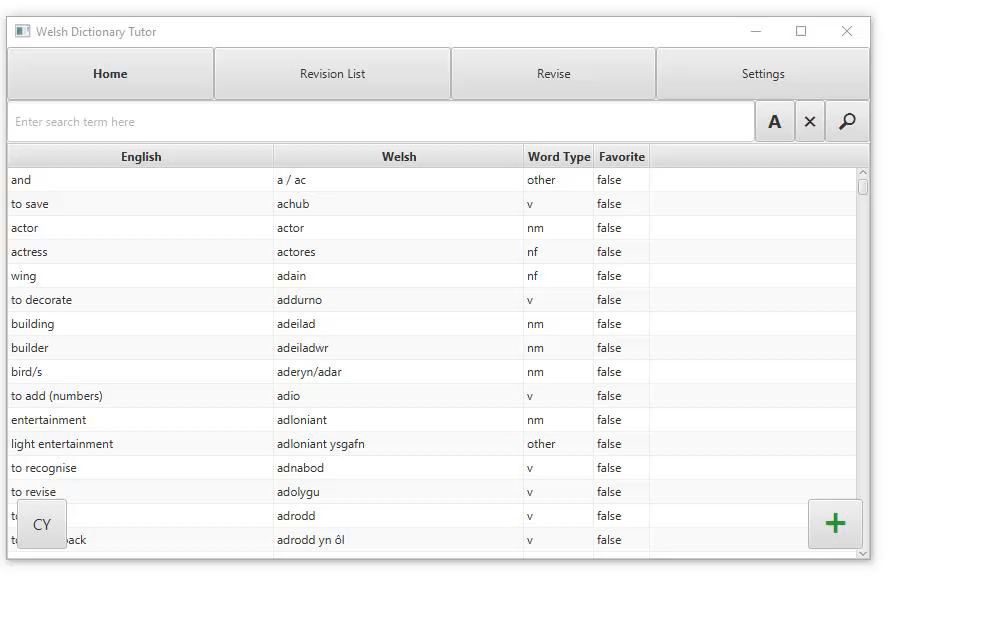 Welsh Dictionary Tutor
Home Revision List Revise Settings
Enter search term here A
English Welsh Word Type Favorite
and a / ac other false
to save achub v false
actor actor nm false
actress actores nf false
wing adain nf false
to decorate addurno v false
building adeilad nm false
builder adeiladwr nm false
bird/s aderyn/adar nm false
to add (numbers) adio v false
entertainment adloniant nm false
light entertainment adloniant ysgafn other false
to recognise adnabod v false
to revise adolygu v false
adrodd v false
adrodd yn ôl v false
CY